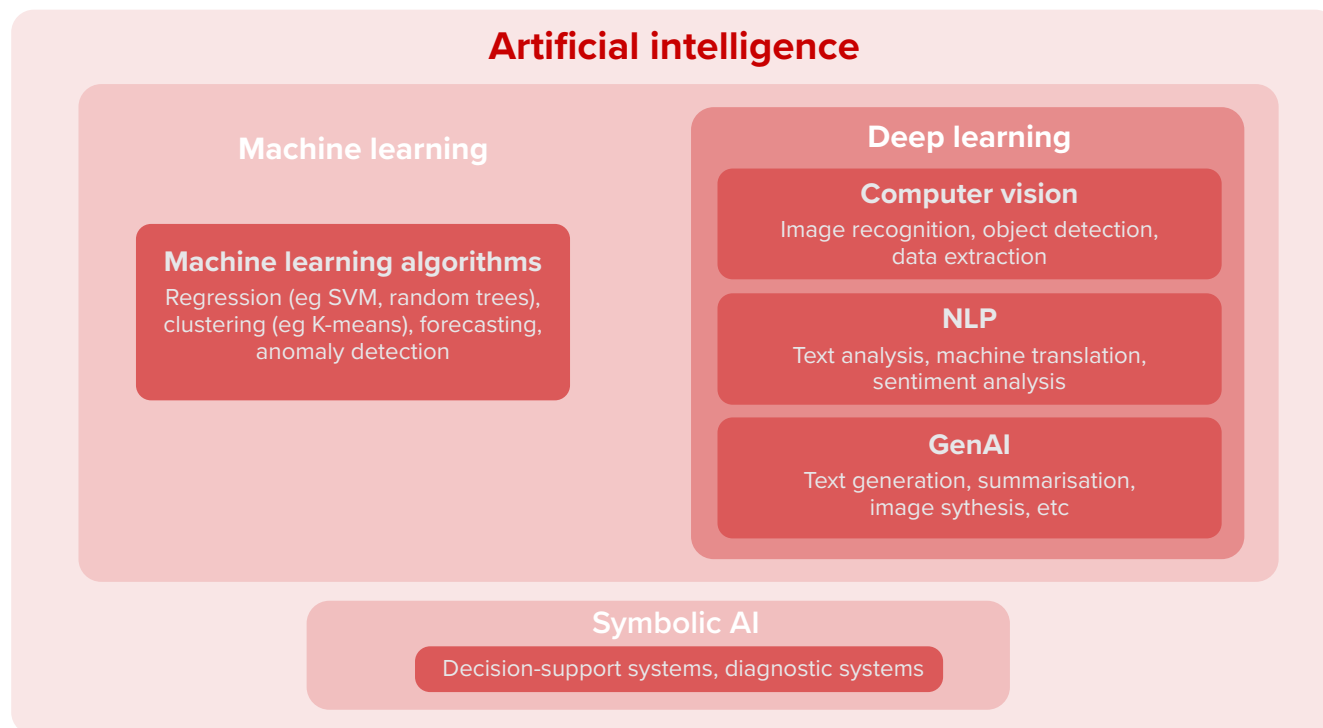 Artificial intelligence
Machine learning
Machine learning algorithms
Regression (eg SVM, random trees),
clustering (eg K-means), forecasting,
anomaly detection
Deep learning
Computer vision
Image recognition, object detection,
data extraction
NLP
Text analysis, machine translation,
sentiment analysis
GenAI
Text generation, summarisation,
image sythesis, etc
Symbolic AI
Decision-support systems, diagnostic systems